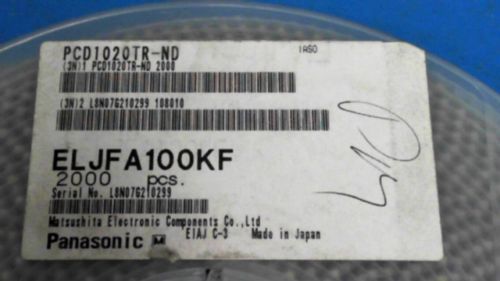 PCD1020TR-ND
IASO
(3N)1 PCD1020TR-ND 2000
(3N)2 L8N07G210299 108010
ELJFA100KF
2000 pcs.
Serial No. L8N07G210299
Matsushita Electronic Components Co.,Ltd
Panasonic M EIAJ C-3 Made in Japan